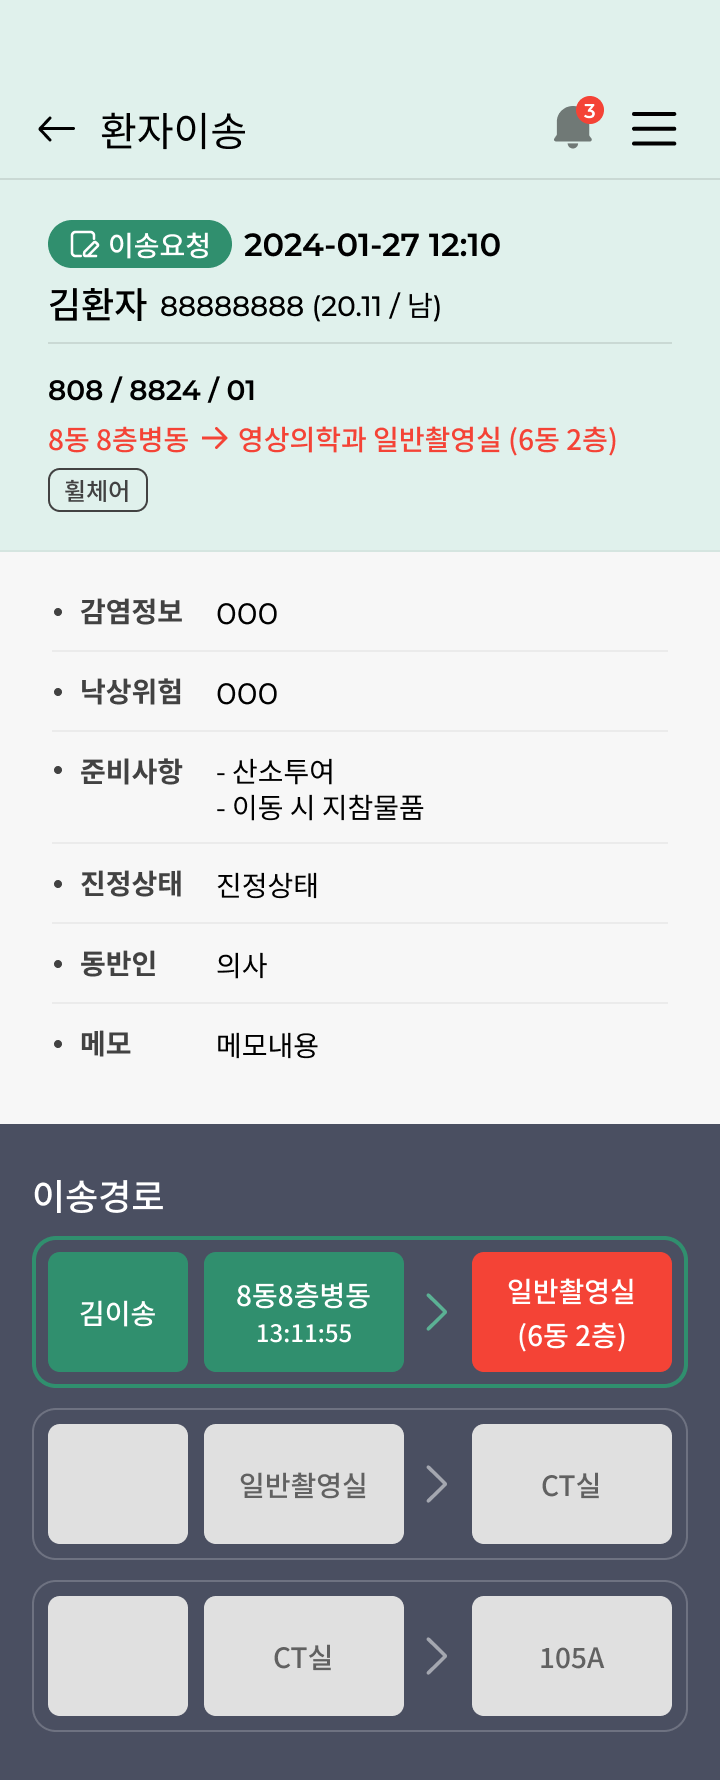 환자이송
3
이송요청 2024-01-27 12:10
김환자 88888888 (20.11 / 남)
808 / 8824 / 01
8동 8층병동 → 영상의학과 일반촬영실 (6동 2층)
휠체어
• 감염정보 OOO
• 낙상위험 OOO
• 준비사항 - 산소투여
- 이동 시 지참물품
• 진정상태 진정상태
• 동반인 의사
• 메모 메모내용
이송경로
김이송
8동8층병동
13:11:55
일반촬영실
(6동 2층)
일반촬영실
CT실
CT실
105A